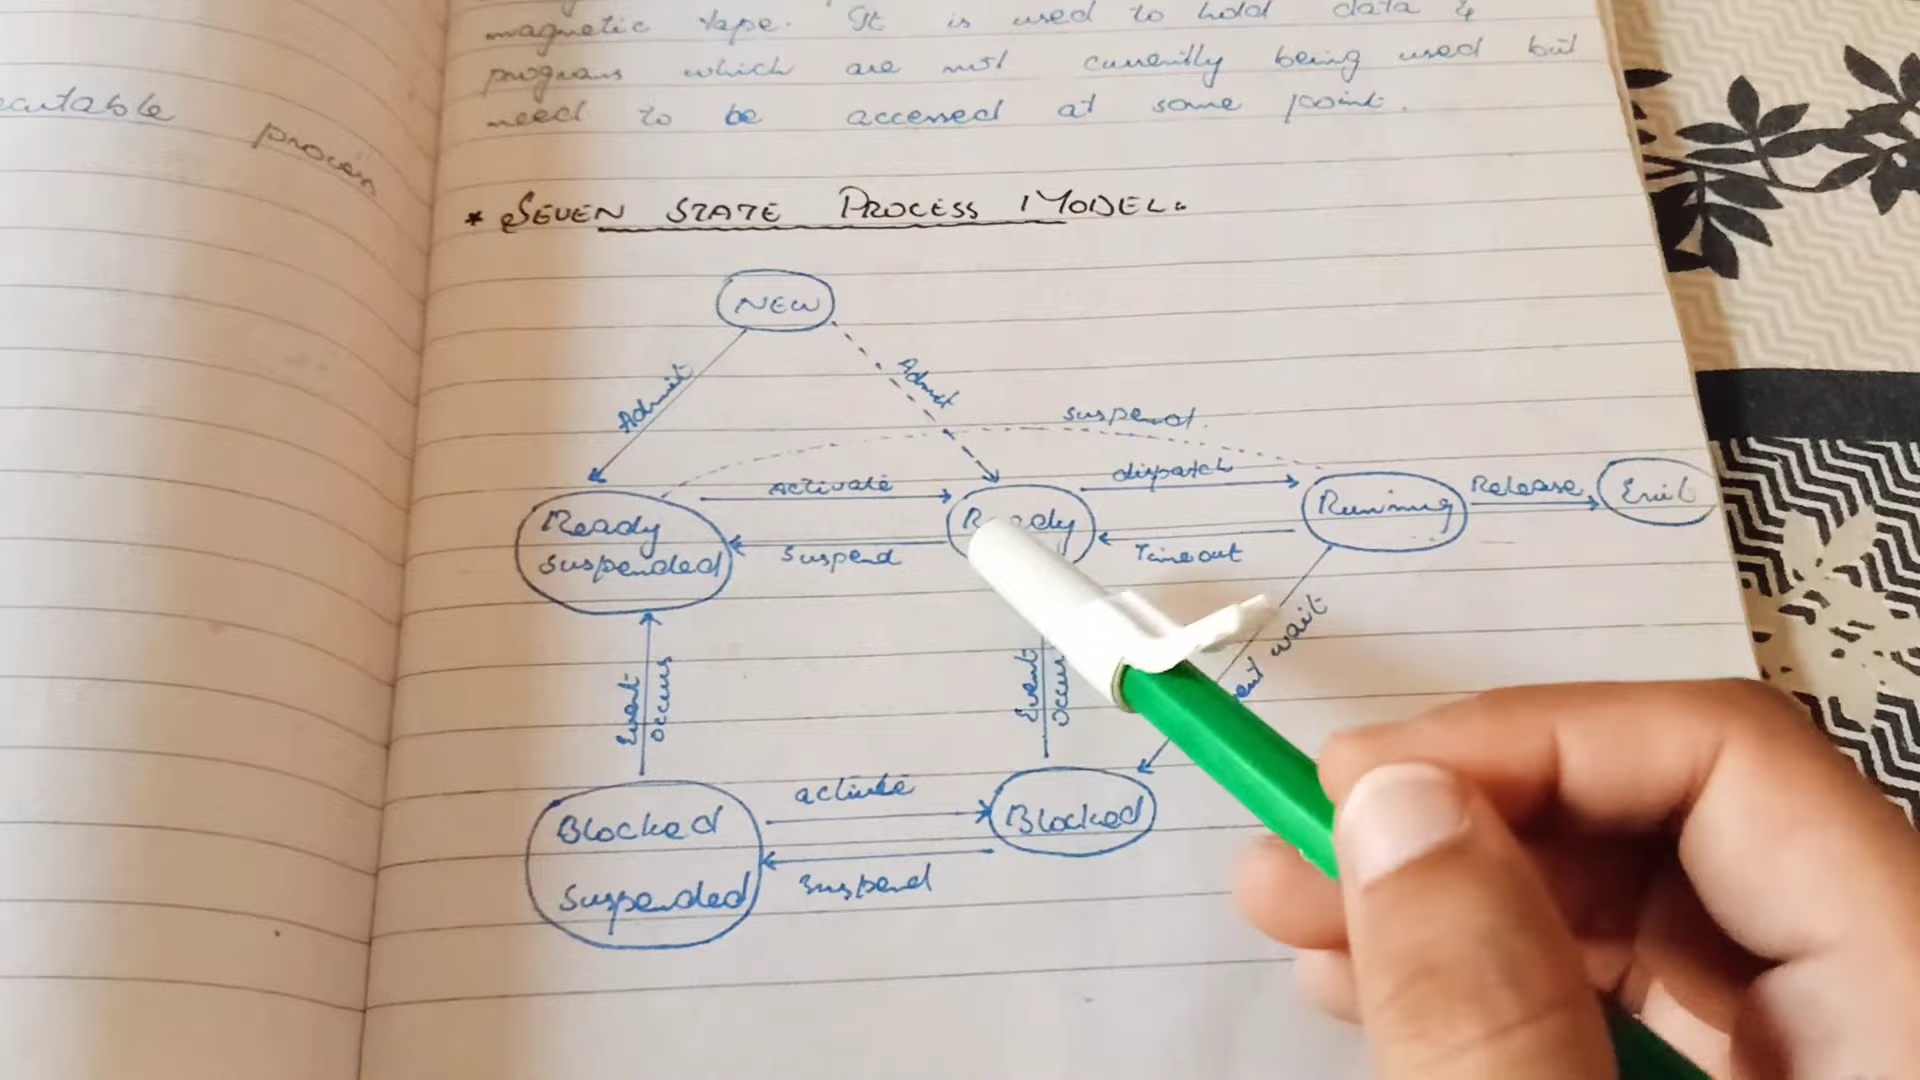 magnetic tape. It is used to hold data &
programs which are not currently being used but
need to be accessed at some point.
process
* SEVEN STATE PROCESS MODEL.
NEW
Admit
Admit
suspend.
Activate
dispatch
Release
Exit
Ready
Suspended
Suspend
Ready
Timeout
Running
Event
occurs
Event
occurs
wait
Blocked
Suspended
activate
suspend
Blocked